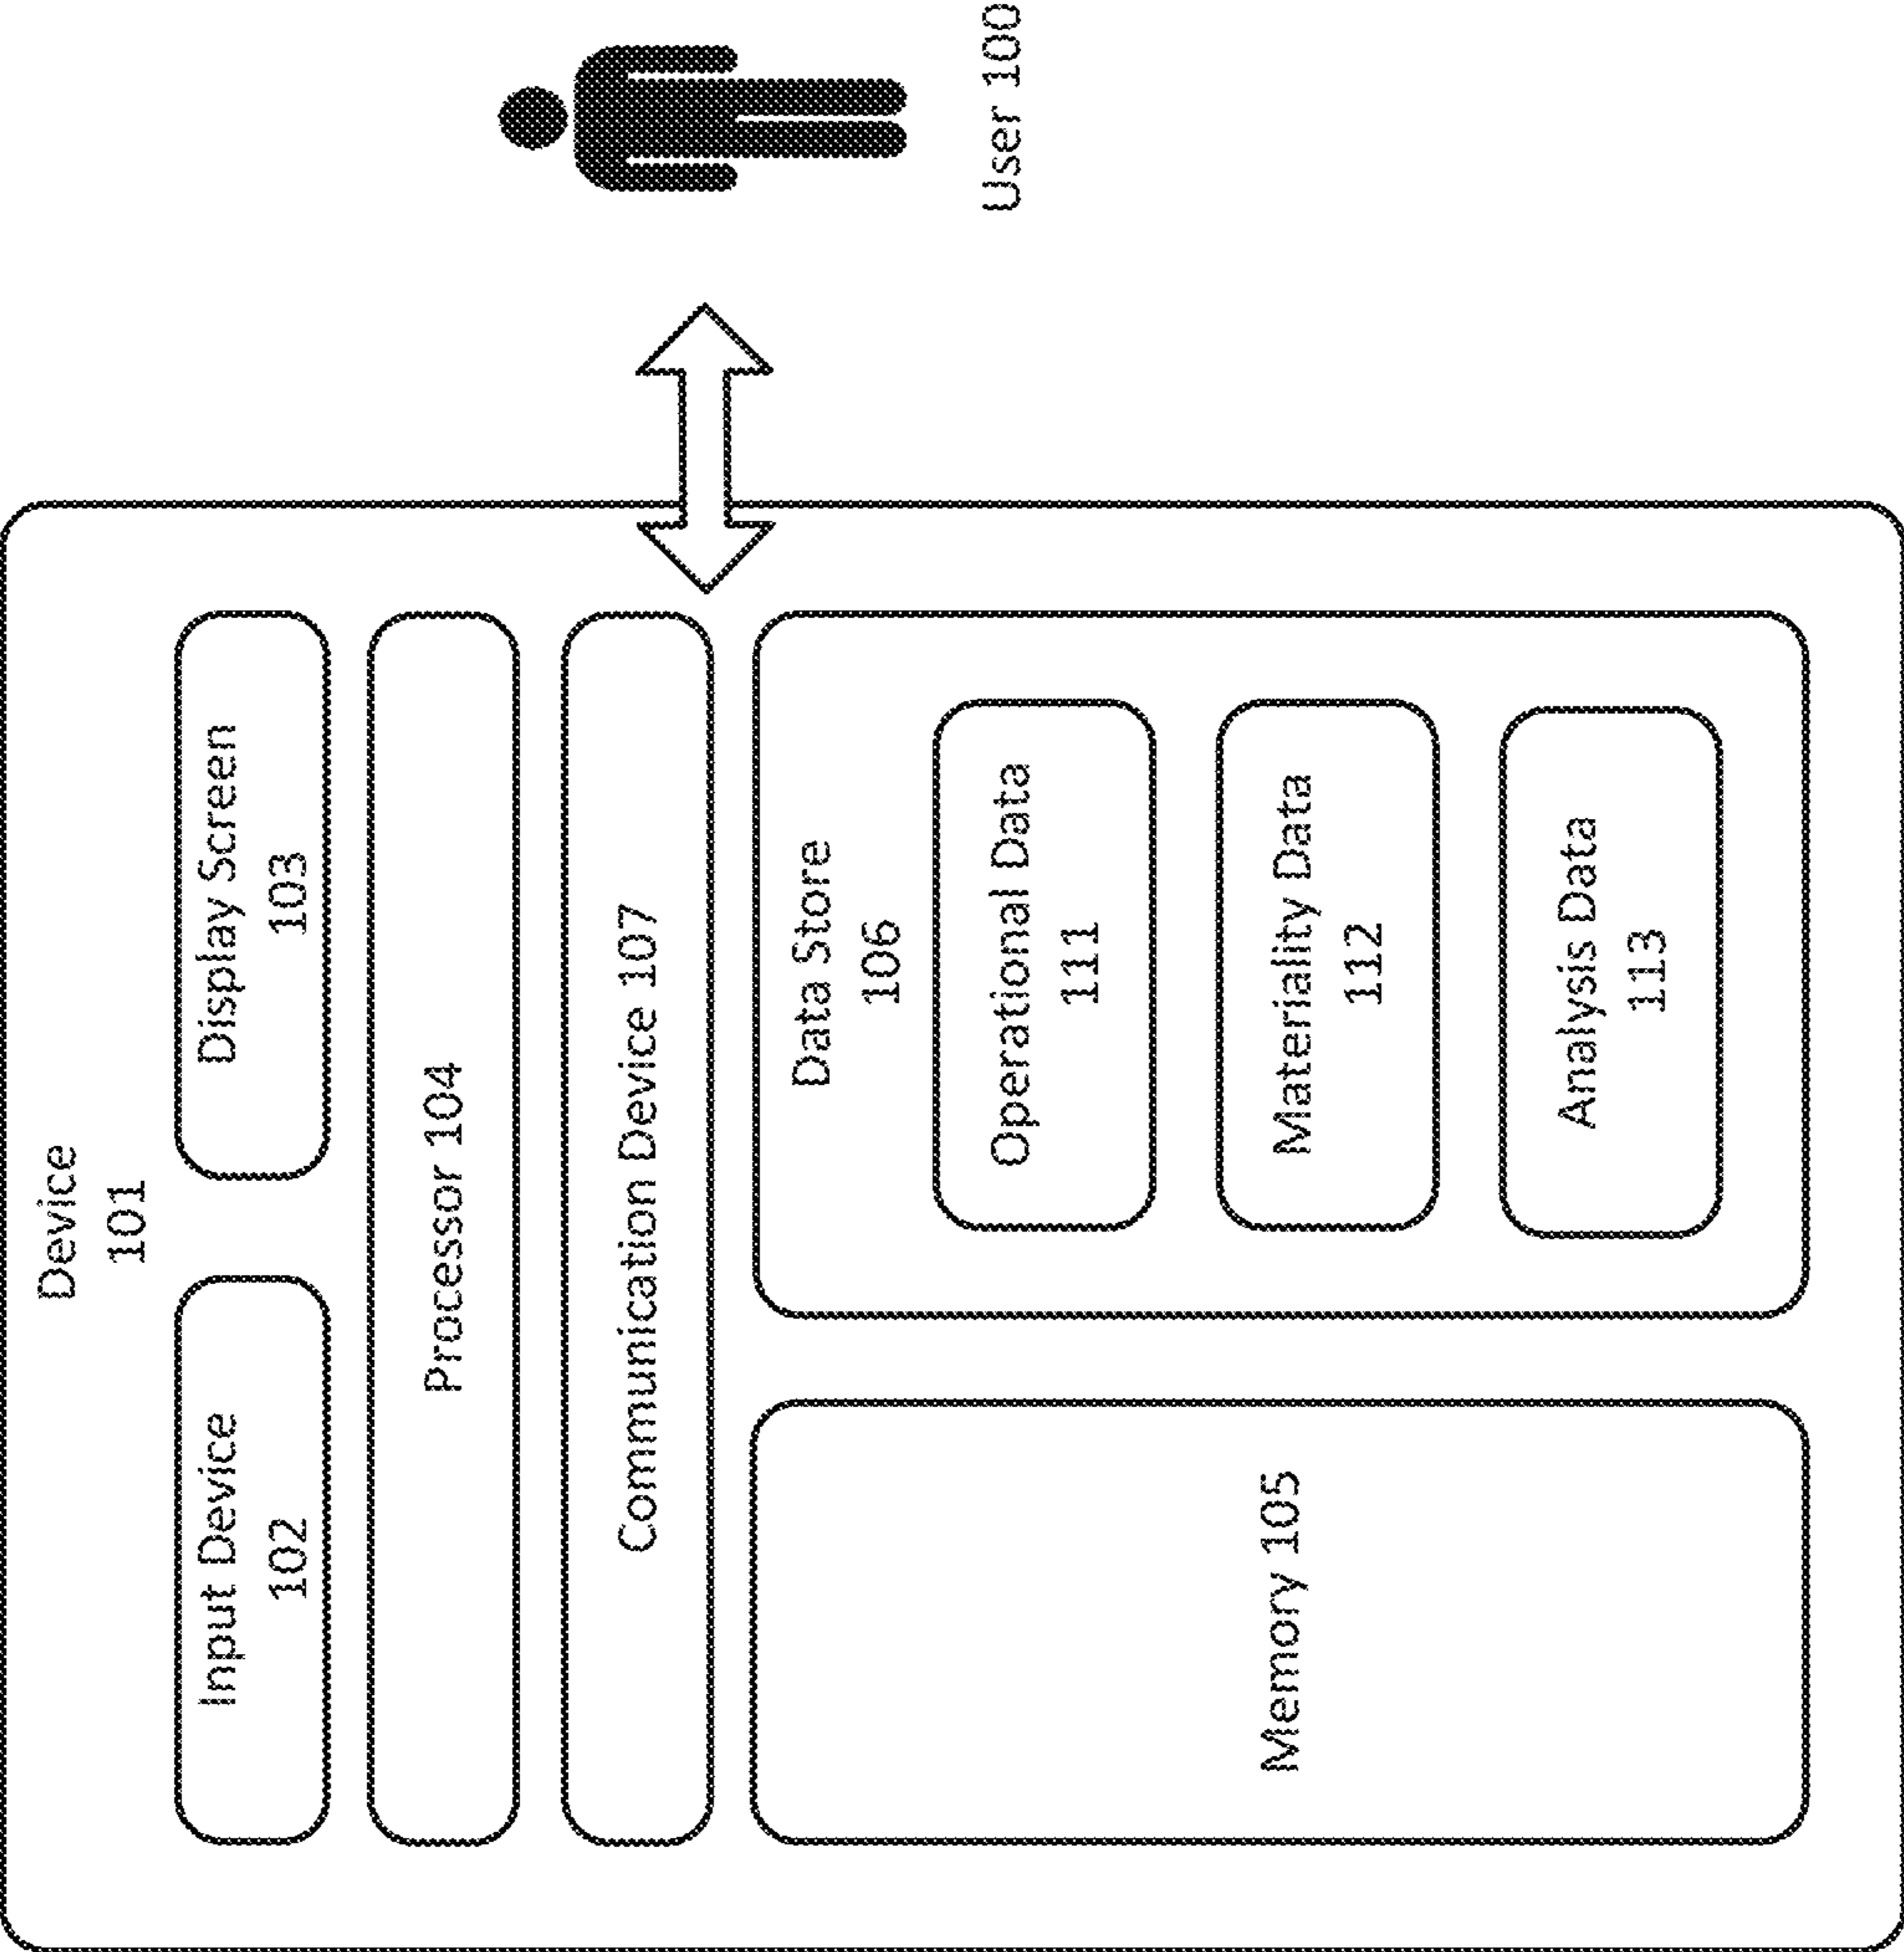 Device
101
Input Device
102
Display Screen
103
Processor 104
Communication Device 107
Memory 105
Data Store
106
Operational Data
111
Materiality Data
112
Analysis Data
113
User 100